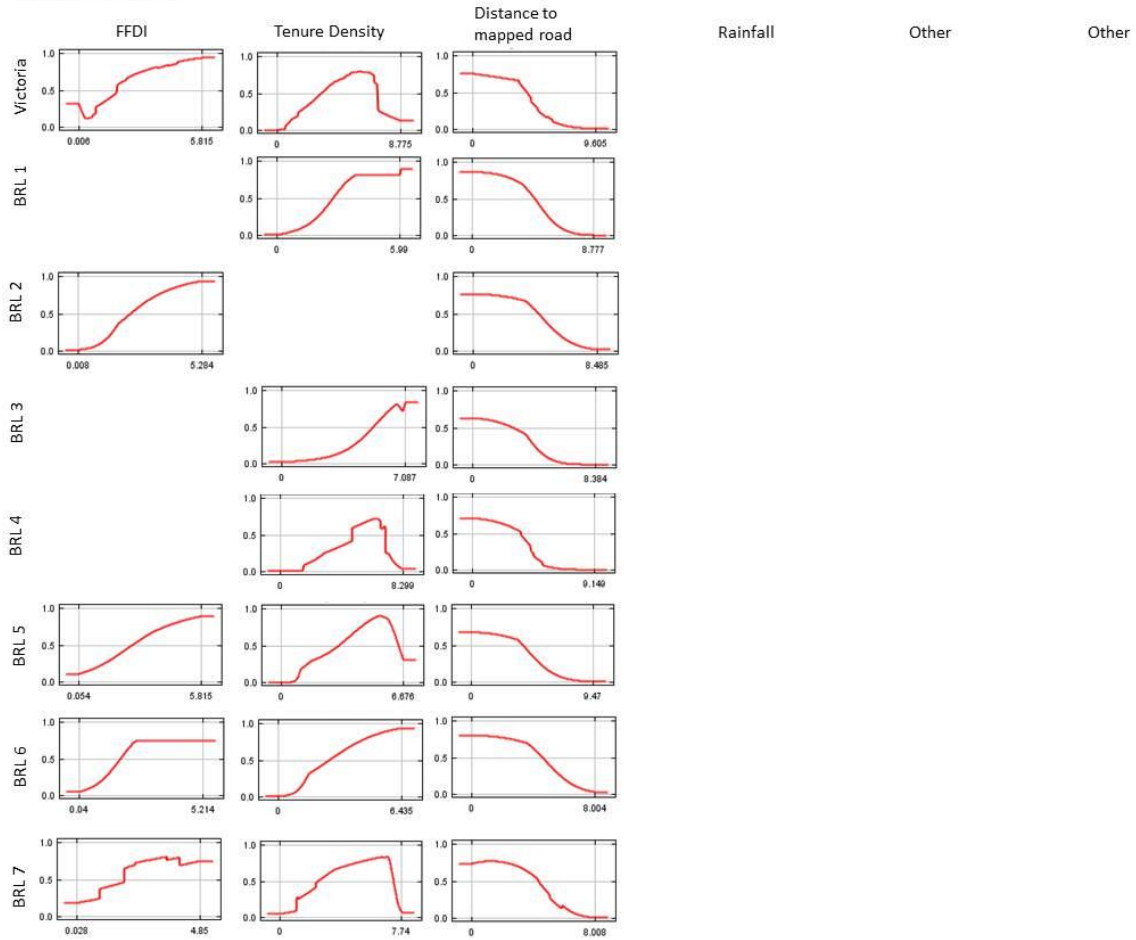 FFDI Tenure Density Distance to mapped road Rainfall Other Other
Victoria
1.0 0.5 0.0 0.006 5.815
1.0 0.5 0.0 0 8.775
1.0 0.5 0.0 0 9.605
BRL 1
1.0 0.5 0.0 0 5.99
1.0 0.5 0.0 0 8.777
BRL 2
1.0 0.5 0.0 0.008 5.284
1.0 0.5 0.0 0 8.485
BRL 3
1.0 0.5 0.0 0 7.087
1.0 0.5 0.0 0 8.384
BRL 4
1.0 0.5 0.0 0 8.299
1.0 0.5 0.0 0 9.149
BRL 5
1.0 0.5 0.0 0.054 5.815
1.0 0.5 0.0 0 6.676
1.0 0.5 0.0 0 9.47
BRL 6
1.0 0.5 0.0 0.04 5.214
1.0 0.5 0.0 0 6.435
1.0 0.5 0.0 0 8.004
BRL 7
1.0 0.5 0.0 0.028 4.85
1.0 0.5 0.0 0 7.74
1.0 0.5 0.0 0 8.008